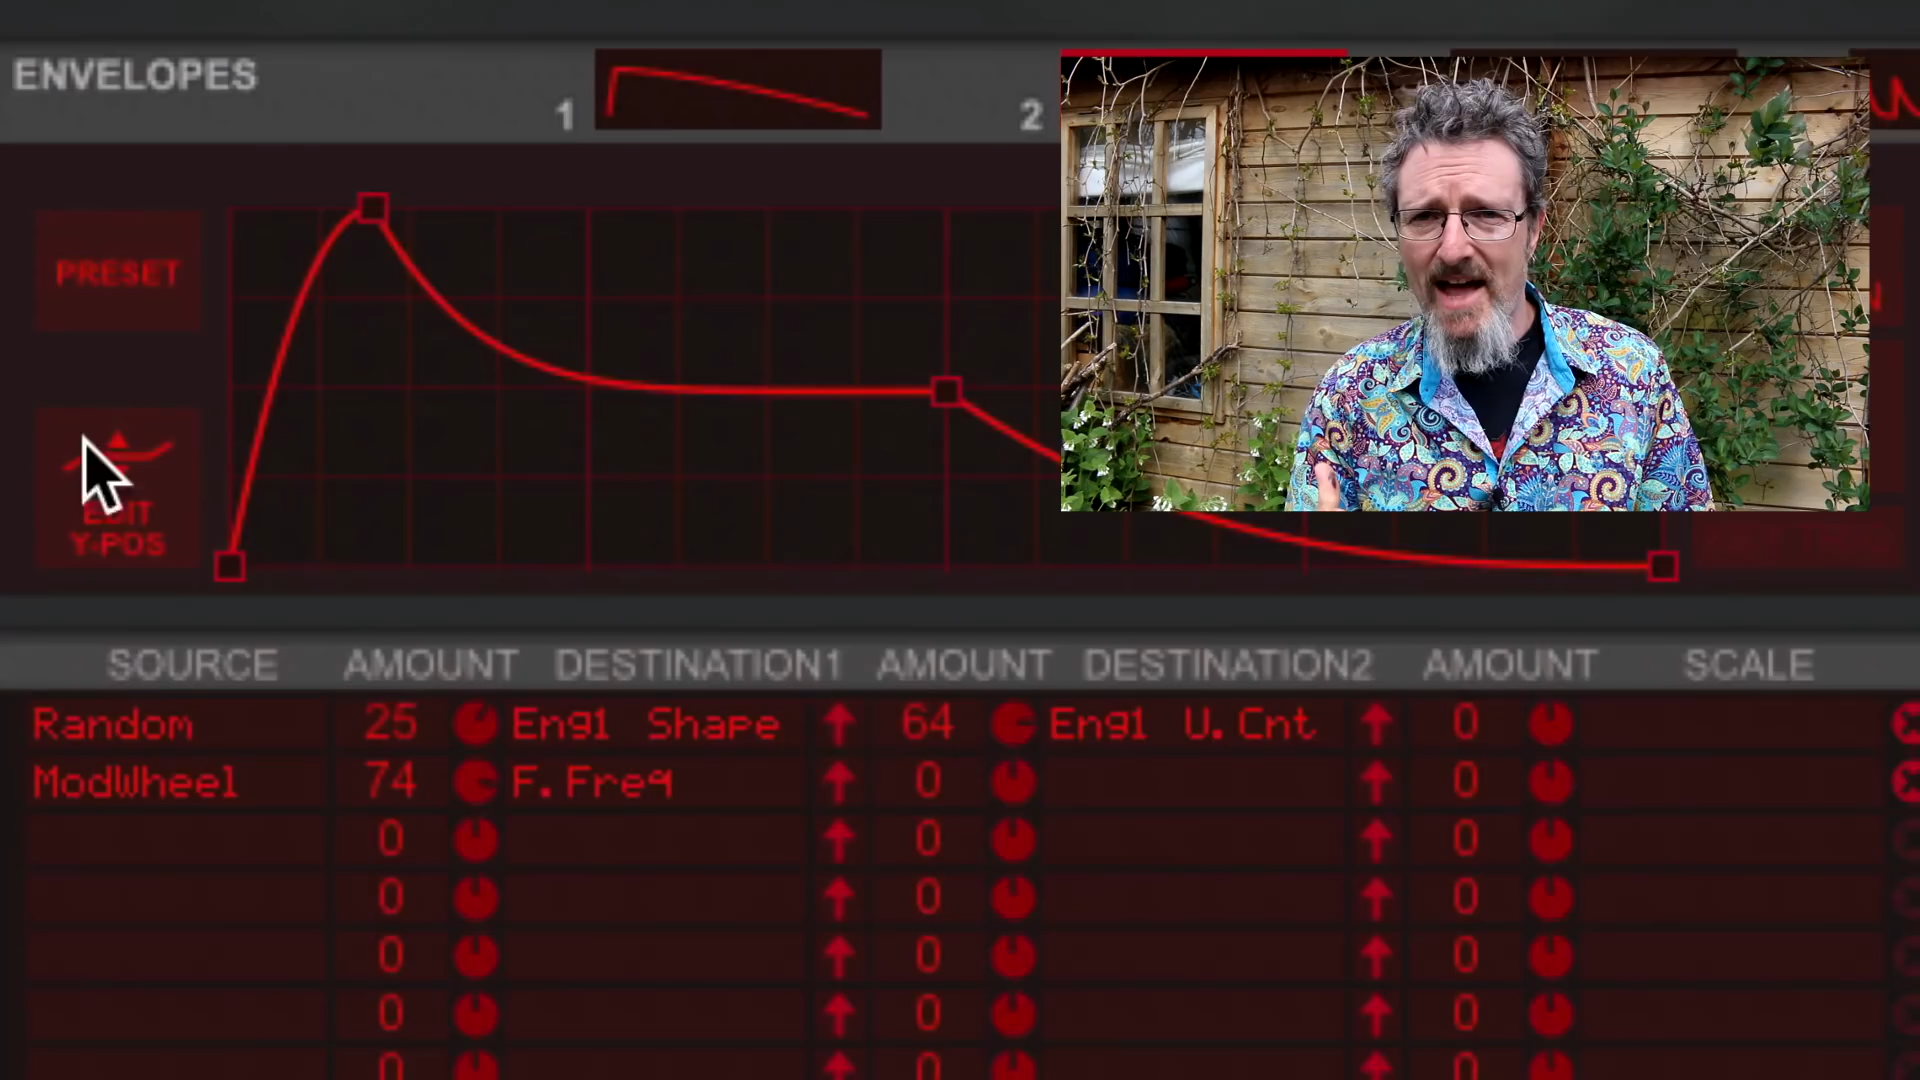 ENVELOPES
1
2
PRESET
EDIT
Y-POS
SOURCE AMOUNT DESTINATION1 AMOUNT DESTINATION2 AMOUNT SCALE
Random 25 Eng1 Shape 64 Eng1 U.Cnt 0
ModWheel 74 F.Freq 0 0
0 0 0
0 0 0
0 0 0
0 0 0
0 0 0